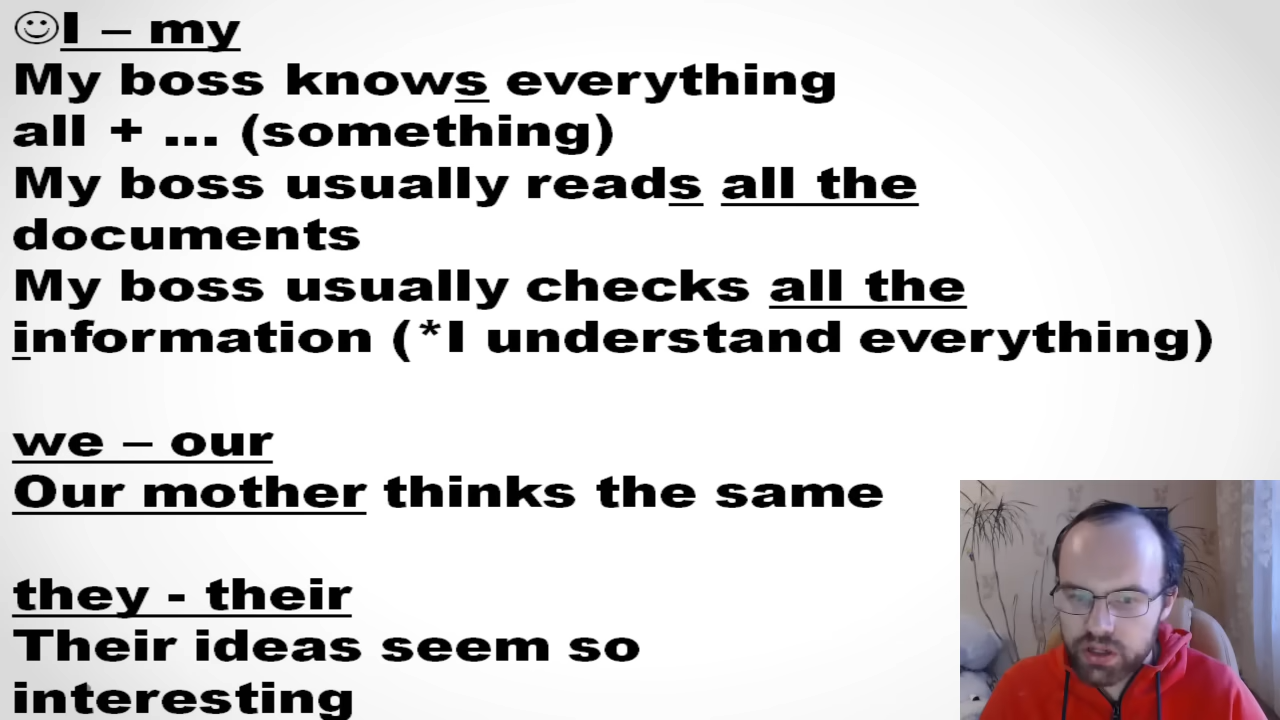 ☺I – my
My boss knows everything
all + ... (something)
My boss usually reads all the
documents
My boss usually checks all the
information (*I understand everything)
we – our
Our mother thinks the same
they - their
Their ideas seem so
interesting